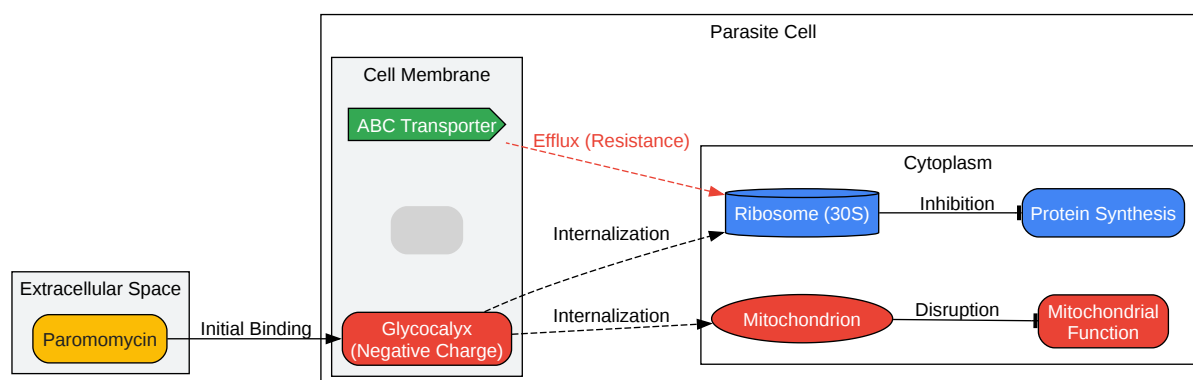 Parasite Cell
Cell Membrane
ABC Transporter
Efflux (Resistance)
Cytoplasm
Ribosome (30S)
Inhibition
Protein Synthesis
Internalization
Extracellular Space
Paromomycin
Initial Binding
Glycocalyx
(Negative Charge)
Internalization
Mitochondrion
Disruption
Mitochondrial
Function